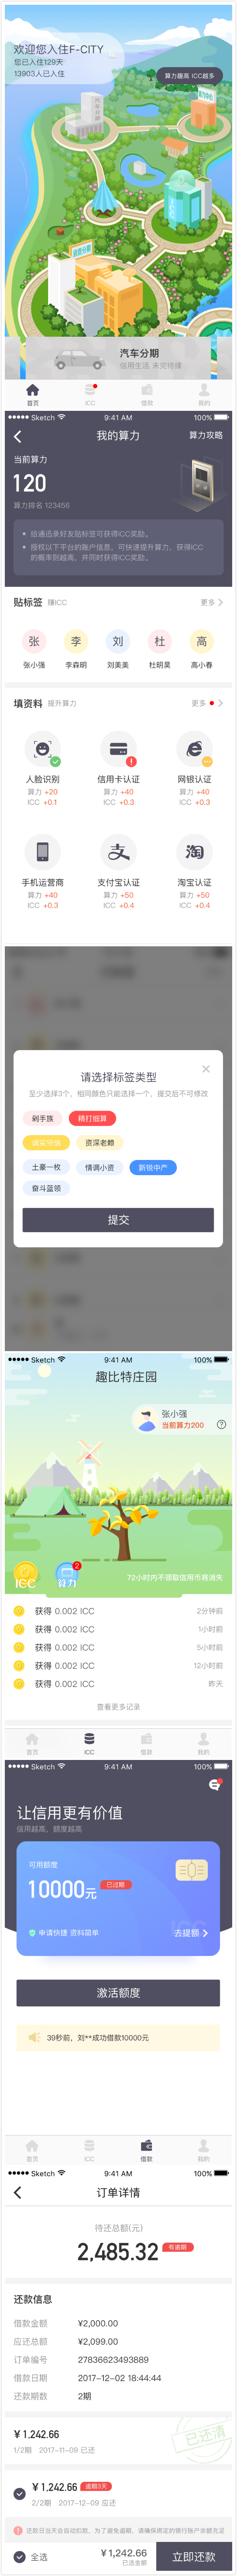 欢迎您入住F-CITY
您已入住129天
13903人已入住
算力越高 ICC越多
汽车分期
信用生活 未完待续
首页 ICC 借款 我的
Sketch 9:41 AM 100%
我的算力 算力攻略
当前算力
120
算力排名 123456
给通迅录好友贴标签可获得ICC奖励。
授权以下平台的账户信息，可快速提升算力，获得ICC
的概率到越高，并同时获得ICC奖励。
贴标签 赚ICC 更多
张 李 刘 杜 高
张小强 李森明 刘美美 杜明昊 高小春
填资料 提升算力 更多
人脸识别 信用卡认证 网银认证
算力 +20 算力 +40 算力 +40
ICC +0.1 ICC +0.3 ICC +0.3
手机运营商 支付宝认证 淘宝认证
算力 +40 算力 +50 算力 +50
ICC +0.3 ICC +0.4 ICC +0.4
请选择标签类型
至少选择3个，相同颜色只能选择一个，提交后不可修改
剁手族 精打细算
诚实守信 资深老赖
土豪一枚 情调小资 新锐中产
奋斗蓝领
提交
Sketch 9:41 AM 100%
趣比特庄园
张小强
当前算力200
ICC 算力 2
72小时内不领取信用币将消失
获得 0.002 ICC 2分钟前
获得 0.002 ICC 1小时前
获得 0.002 ICC 5小时前
获得 0.002 ICC 12小时前
获得 0.002 ICC 昨天
查看更多记录
首页 ICC 借款 我的
Sketch 9:41 AM 100%
让信用更有价值
信用越高，额度越高
可用额度
10000元 已过期
ICC
申请快捷 资料简单 去提额
激活额度
39秒前，刘**成功借款10000元
首页 ICC 借款 我的
Sketch 9:41 AM 100%
订单详情
待还总额(元)
2,485.32 有逾期
还款信息
借款金额 ¥2,000.00
应还总额 ¥2,099.00
订单编号 27836623493889
借款日期 2017-12-02 18:44:44
还款期数 2期
¥1,242.66
1/2期 2017-11-09 已还
已还清
¥1,242.66 逾期3天
2/2期 2017-12-09 应还
还款日当天会自动扣款，为了避免逾期，请确保绑定的银行账户余额充足
全选 ¥1,242.66 立即还款
已选金额